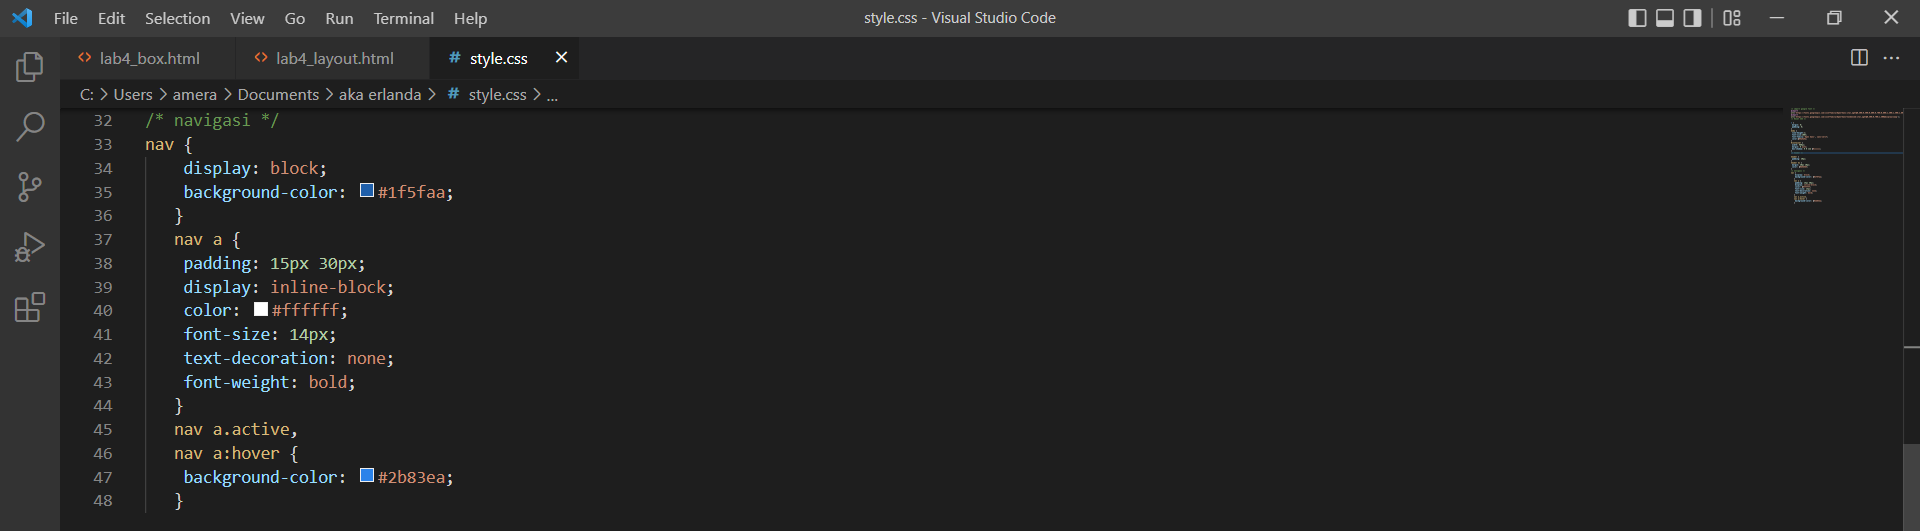 File Edit Selection View Go Run Terminal Help style.css - Visual Studio Code
lab4_box.html lab4_layout.html # style.css
C: > Users > amera > Documents > aka erlanda > # style.css > ...
32 /* navigasi */
33 nav {
34 display: block;
35 background-color: #1f5faa;
36 }
37 nav a {
38 padding: 15px 30px;
39 display: inline-block;
40 color: #ffffff;
41 font-size: 14px;
42 text-decoration: none;
43 font-weight: bold;
44 }
45 nav a.active,
46 nav a:hover {
47 background-color: #2b83ea;
48 }